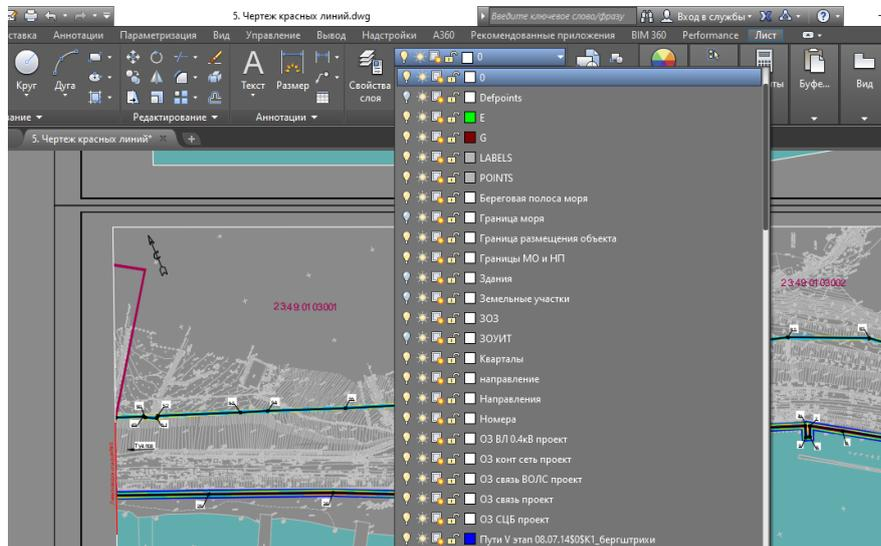 5. Чертеж красных линий.dwg
Введите ключевое слово/фразу
Вход в службы
ставка Аннотации Параметризация Вид Управление Вывод Надстройки A360 Рекомендованные приложения BIM 360 Performance Лист
0
Круг Дуга Текст Размер Свойства слоя Буфе... Вид
ты
ание Редактирование Аннотации
5. Чертеж красных линий*
0
Defpoints
E
G
LABELS
POINTS
Береговая полоса моря
Граница моря
Граница размещения объекта
Границы МО и НП
Здания
Земельные участки
ЗОЗ
ЗОУИТ
Кварталы
направление
Направления
Номера
ОЗ ВЛ 0.4кВ проект
ОЗ конт сеть проект
ОЗ связь ВОЛС проект
ОЗ связь проект
ОЗ СЦБ проект
Пути V этап 08.07.14$0$К1_бергштрихи
23:49:0103001
23:49:0103002